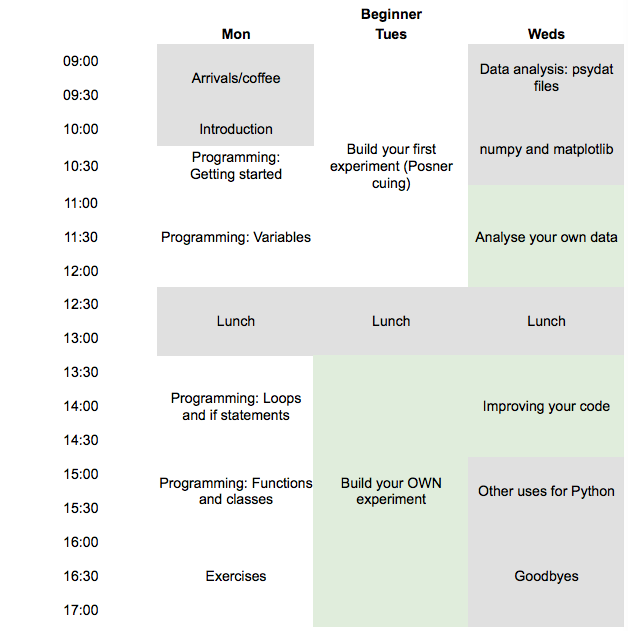 Beginner
Mon Tues Weds
09:00
Arrivals/coffee
Data analysis: psydat
files
09:30
10:00
Introduction
Build your first
experiment (Posner
cuing)
numpy and matplotlib
10:30
Programming:
Getting started
11:00
11:30
Programming: Variables
Analyse your own data
12:00
12:30
Lunch Lunch Lunch
13:00
13:30
14:00
Programming: Loops
and if statements
Improving your code
14:30
15:00
Programming: Functions
and classes
Build your OWN
experiment
Other uses for Python
15:30
16:00
16:30
Exercises
Goodbyes
17:00